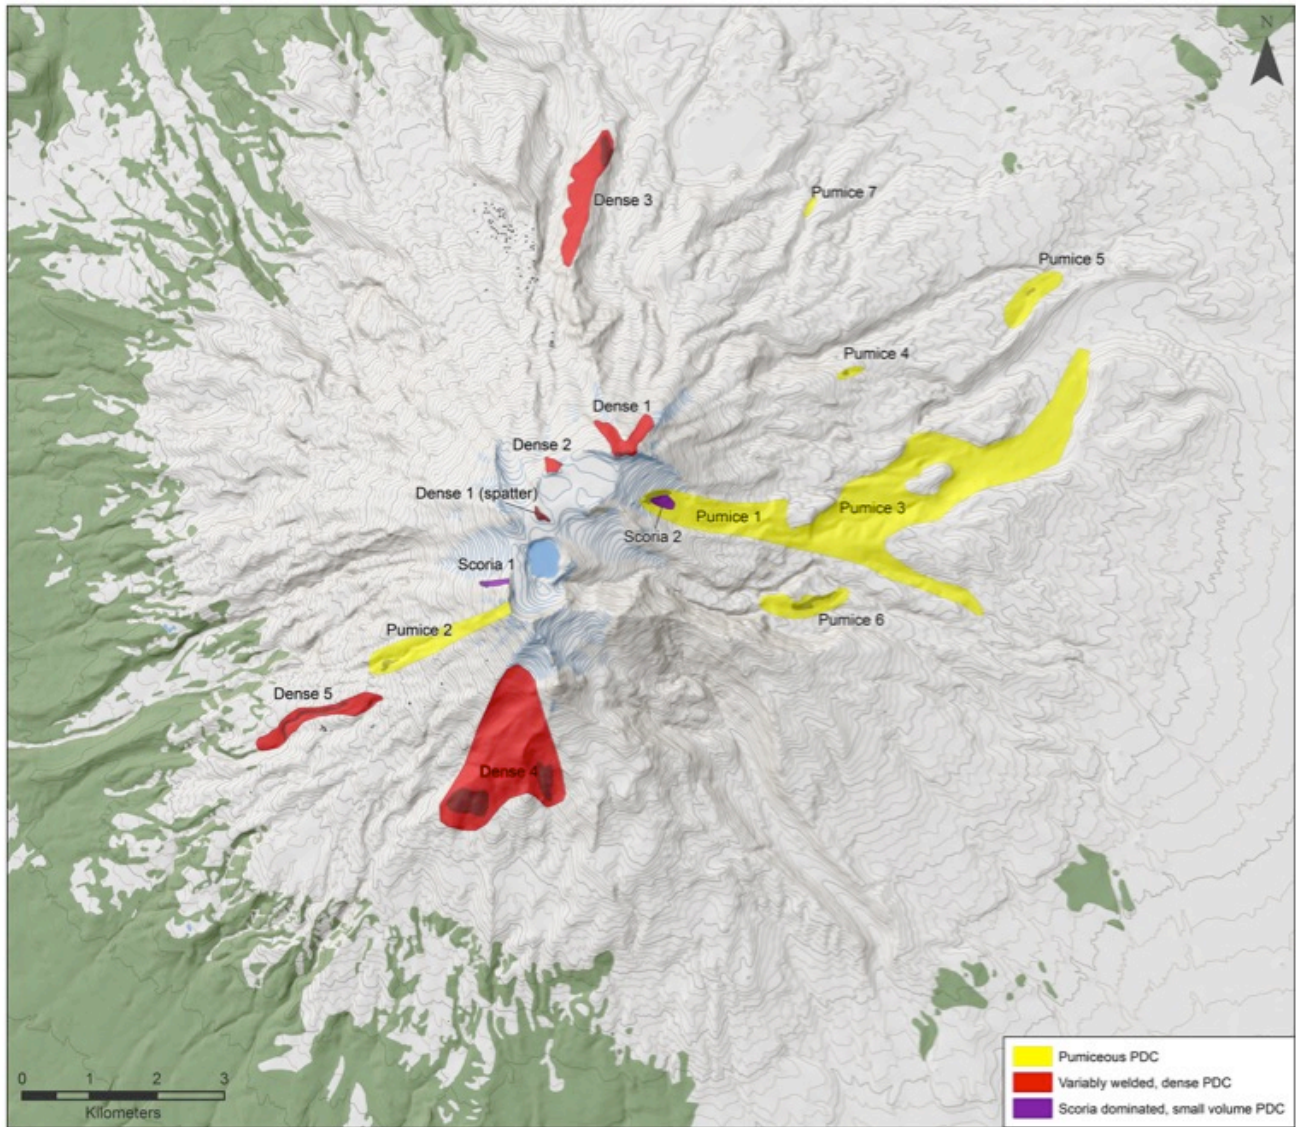 N
Pumice 7
Dense 3
Pumice 5
Pumice 4
Dense 1
Dense 2
Dense 1 (spatter)
Pumice 3
Pumice 1
Scoria 2
Scoria 1
Pumice 6
Pumice 2
Dense 5
Dense 4
0 1 2 3
Kilometers
Pumiceous PDC
Variably welded, dense PDC
Scoria dominated, small volume PDC